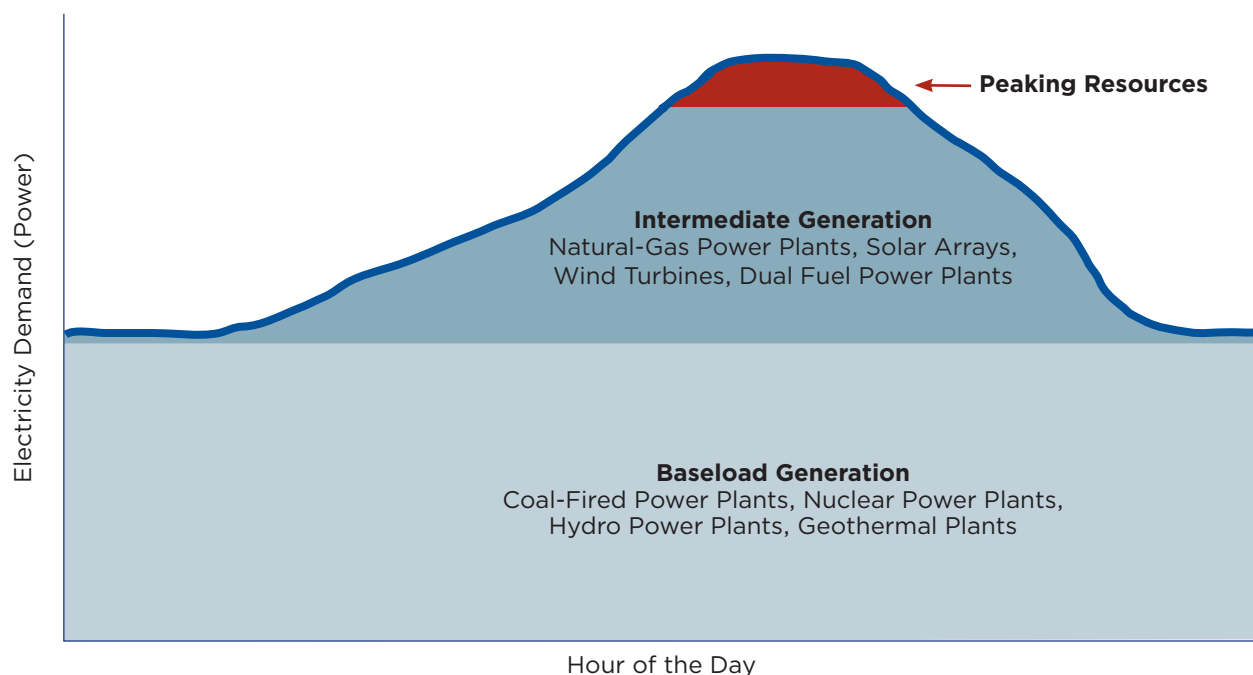 Electricity Demand (Power)
Peaking Resources
Intermediate Generation
Natural-Gas Power Plants, Solar Arrays,
Wind Turbines, Dual Fuel Power Plants
Baseload Generation
Coal-Fired Power Plants, Nuclear Power Plants,
Hydro Power Plants, Geothermal Plants
Hour of the Day